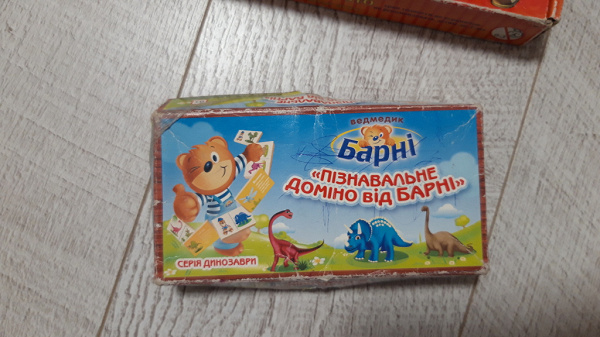 ведмедик
Барні
«ПІЗНАВАЛЬНЕ
ДОМІНО ВІД БАРНІ»
СЕРІЯ ДИНОЗАВРИ